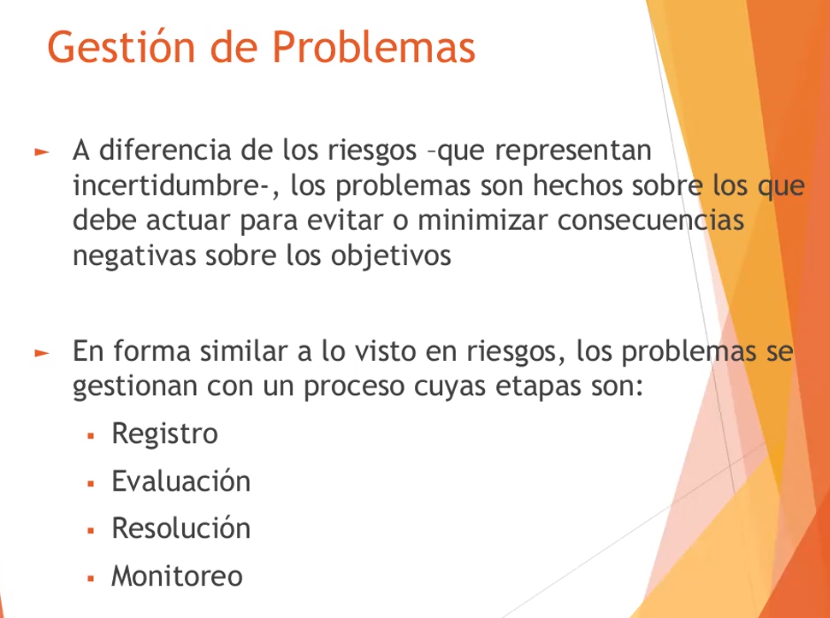 Gestión de Problemas
► A diferencia de los riesgos –que representan
incertidumbre-, los problemas son hechos sobre los que
debe actuar para evitar o minimizar consecuencias
negativas sobre los objetivos
► En forma similar a lo visto en riesgos, los problemas se
gestionan con un proceso cuyas etapas son:
▪ Registro
▪ Evaluación
▪ Resolución
▪ Monitoreo